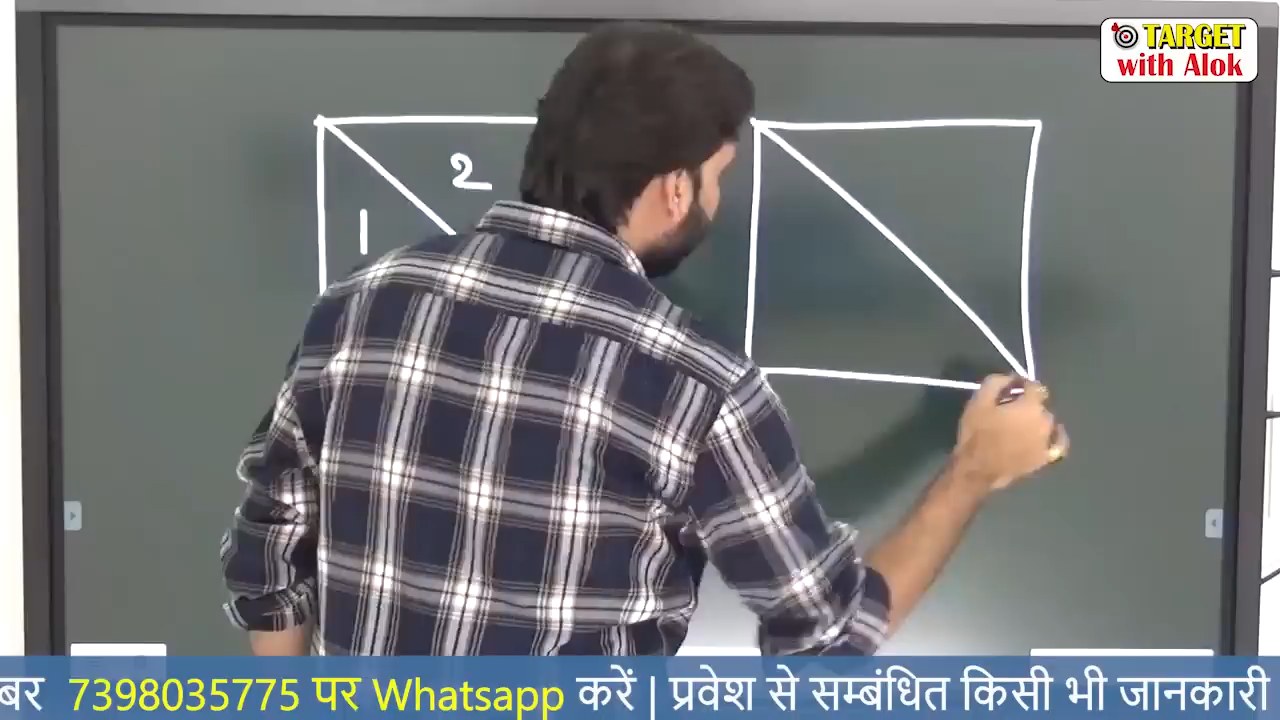 TARGET
with Alok
2
1
बर 7398035775 पर Whatsapp करें | प्रवेश से सम्बंधित किसी भी जानकारी